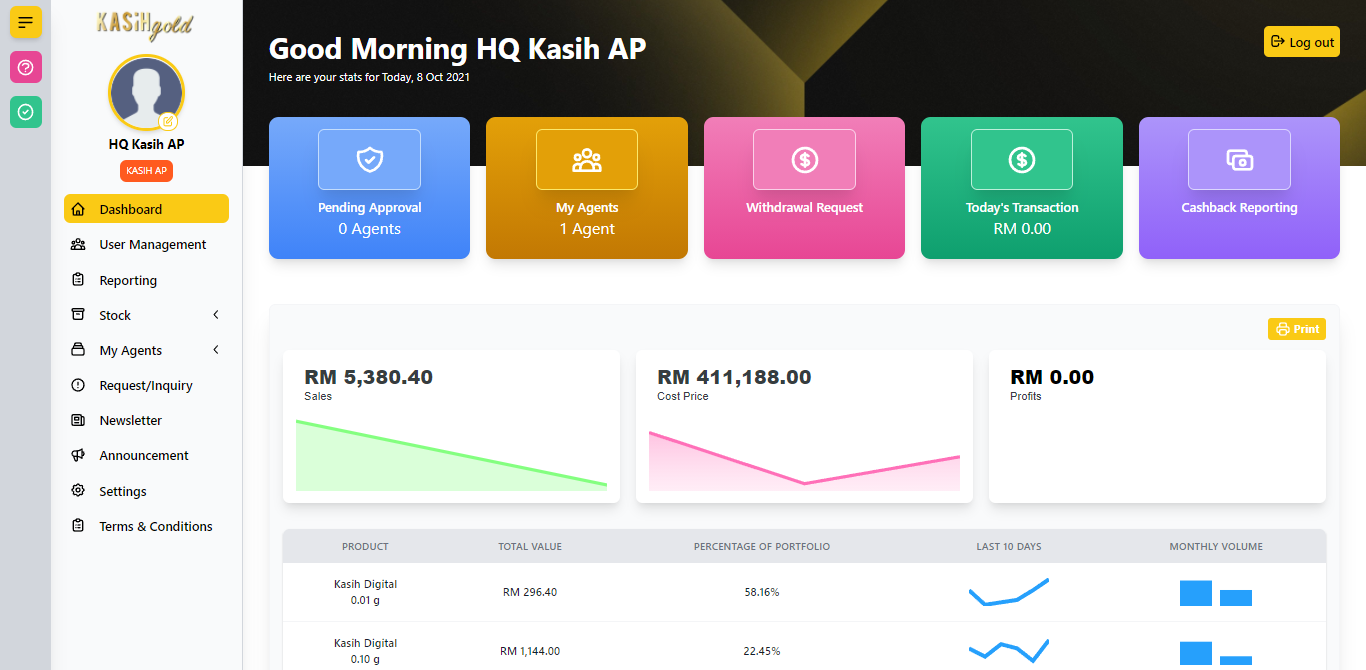 KASiHgold
HQ Kasih AP
KASIH AP
Dashboard
User Management
Reporting
Stock
My Agents
Request/Inquiry
Newsletter
Announcement
Settings
Terms & Conditions
Good Morning HQ Kasih AP
Here are your stats for Today, 8 Oct 2021
Log out
Pending Approval
0 Agents
My Agents
1 Agent
Withdrawal Request
Today's Transaction
RM 0.00
Cashback Reporting
Print
RM 5,380.40
Sales
RM 411,188.00
Cost Price
RM 0.00
Profits
PRODUCT TOTAL VALUE PERCENTAGE OF PORTFOLIO LAST 10 DAYS MONTHLY VOLUME
Kasih Digital
0.01 g
RM 296.40
58.16%
Kasih Digital
0.10 g
RM 1,144.00
22.45%